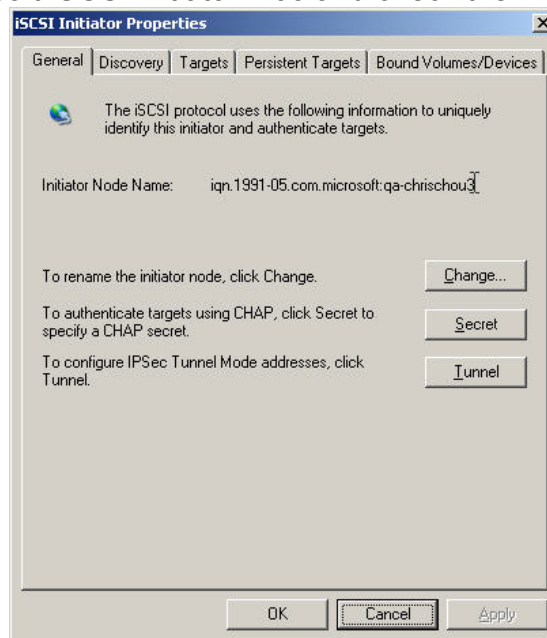 iSCSI Initiator Properties
General Discovery Targets Persistent Targets Bound Volumes/Devices
The iSCSI protocol uses the following information to uniquely
identify this initiator and authenticate targets.
Initiator Node Name: iqn.1991-05.com.microsoft:qa-chrischou3
To rename the initiator node, click Change.
Change...
To authenticate targets using CHAP, click Secret to
specify a CHAP secret.
Secret
To configure IPSec Tunnel Mode addresses, click
Tunnel.
Tunnel
OK Cancel Apply